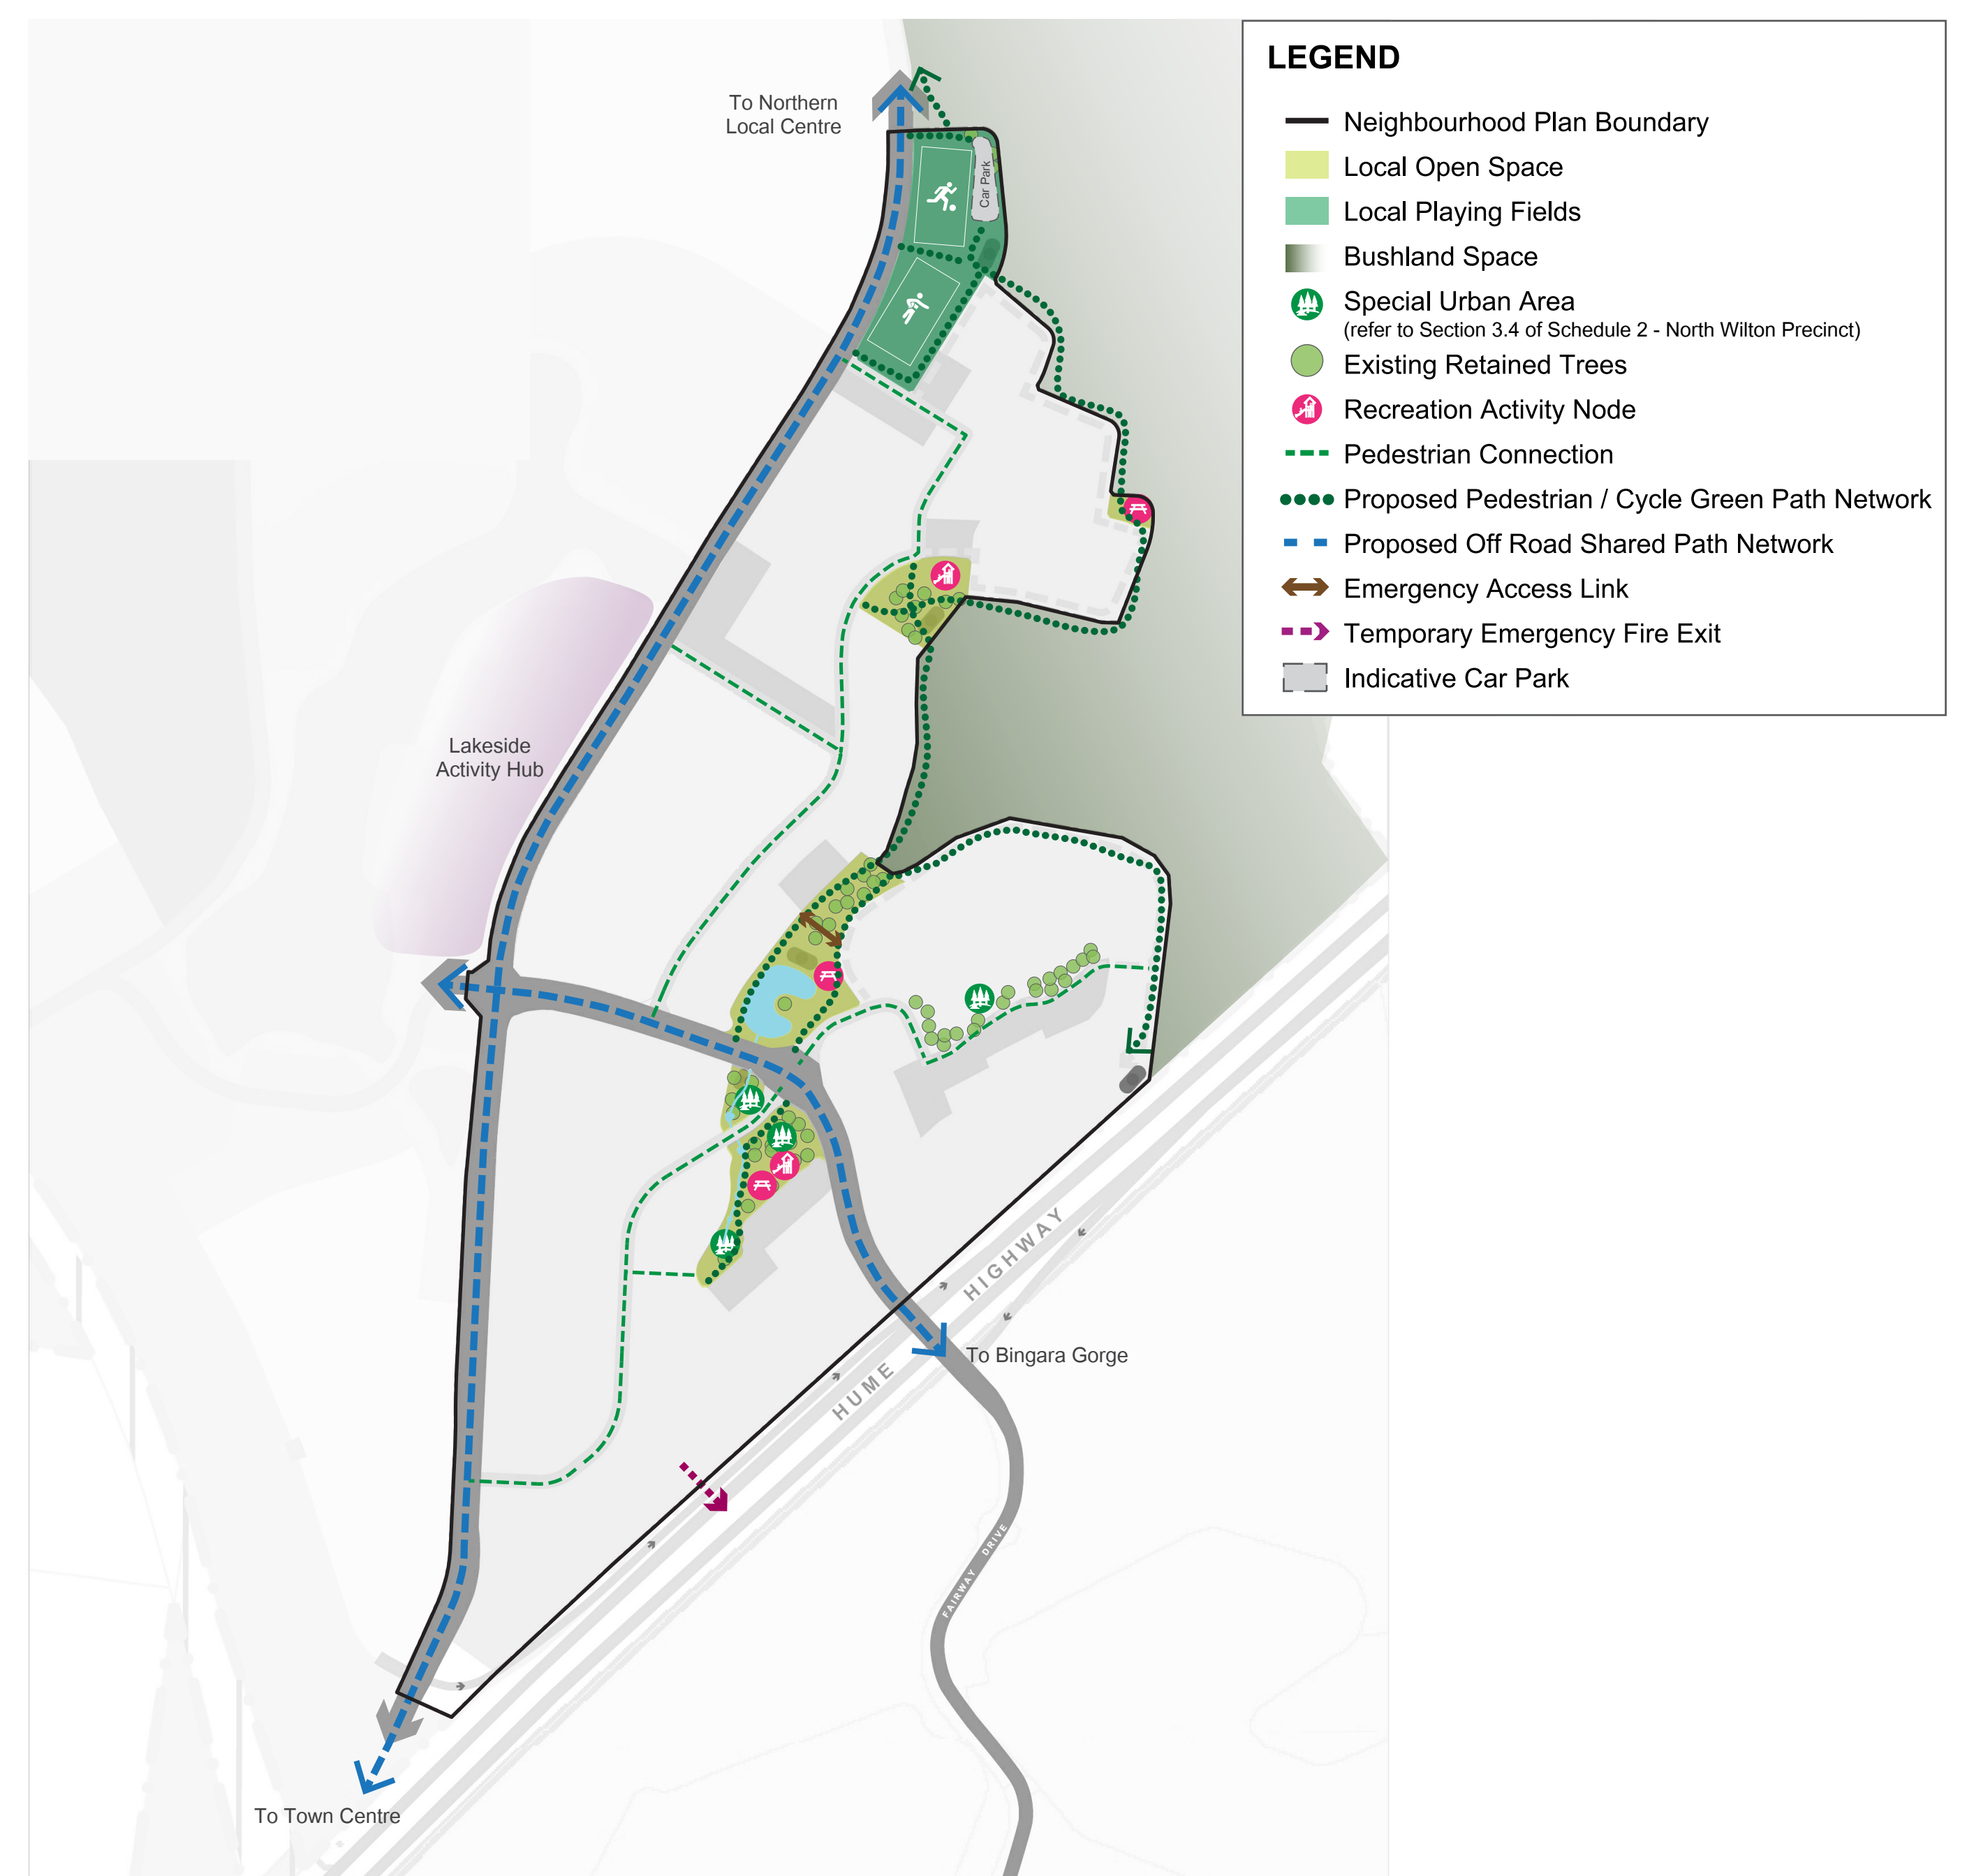 To Northern
Local Centre
Car Park
Lakeside
Activity Hub
HUME HIGHWAY
To Bingara Gorge
FAIRWAY DRIVE
To Town Centre
LEGEND
Neighbourhood Plan Boundary
Local Open Space
Local Playing Fields
Bushland Space
Special Urban Area
(refer to Section 3.4 of Schedule 2 - North Wilton Precinct)
Existing Retained Trees
Recreation Activity Node
Pedestrian Connection
Proposed Pedestrian / Cycle Green Path Network
Proposed Off Road Shared Path Network
Emergency Access Link
Temporary Emergency Fire Exit
Indicative Car Park